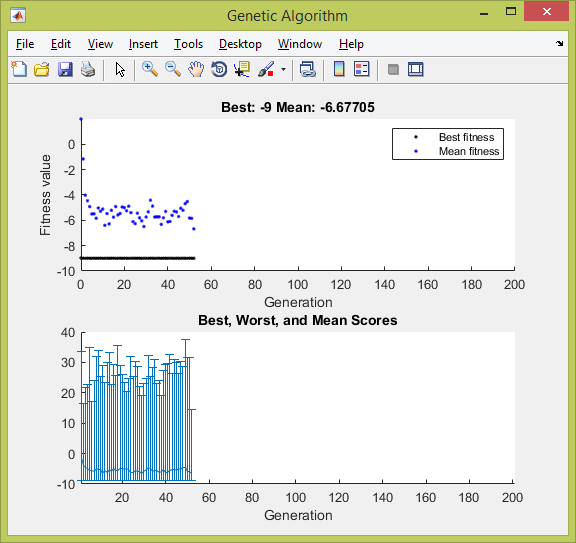 Genetic Algorithm
File Edit View Insert Tools Desktop Window Help
Best: -9 Mean: -6.67705
Best fitness
Mean fitness
0
-2
-4
-6
-8
-10
Fitness value
0 20 40 60 80 100 120 140 160 180 200
Generation
Best, Worst, and Mean Scores
40
30
20
10
0
-10
20 40 60 80 100 120 140 160 180 200
Generation